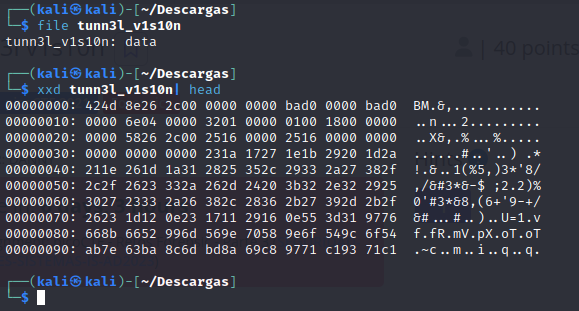 ┌──(kali㉿kali)-[~/Descargas]
└─$ file tunn3l_v1s10n
tunn3l_v1s10n: data
| 40 points
┌──(kali㉿kali)-[~/Descargas]
└─$ xxd tunn3l_v1s10n| head
00000000: 424d 8e26 2c00 0000 0000 bad0 0000 bad0  BM.&,...........
00000010: 0000 6e04 0000 3201 0000 0100 1800 0000  ..n...2.........
00000020: 0000 5826 2c00 2516 0000 2516 0000 0000  ..X&,.%...%.....
00000030: 0000 0000 0000 231a 1727 1e1b 2920 1d2a  ......#..'..) .*
00000040: 211e 261d 1a31 2825 352c 2933 2a27 382f  !.&..1(%5,)3*'8/
00000050: 2c2f 2623 332a 262d 2420 3b32 2e32 2925  ,/&#3*&-$ ;2.2)%
00000060: 3027 2333 2a26 382c 2836 2b27 392d 2b2f  0'#3*&8,(6+'9-+/
00000070: 2623 1d12 0e23 1711 2916 0e55 3d31 9776  &#...#..)..U=1.v
00000080: 668b 6652 996d 569e 7058 9e6f 549c 6f54  f.fR.mV.pX.oT.oT
00000090: ab7e 63ba 8c6d bd8a 69c8 9771 c193 71c1  .~c..m..i..q..q.
┌──(kali㉿kali)-[~/Descargas]
└─$